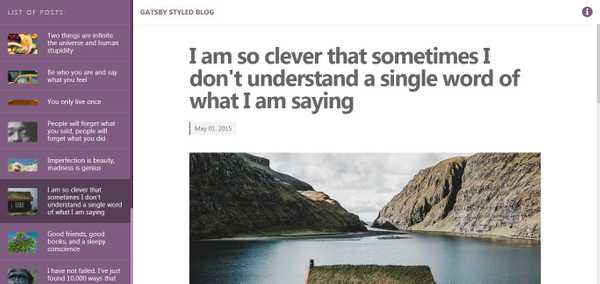 LIST OF POSTS:
Two things are infinite
the universe and human
stupidity
Be who you are and say
what you feel
You only live once
People will forget what
you said, people will
forget what you did
Imperfection is beauty,
madness is genius
I am so clever that
sometimes I don't
understand a single word
of what I am saying
Good friends, good
books, and a sleepy
conscience
I have not failed. I've just
found 10,000 ways that
GATSBY STYLED BLOG
I am so clever that sometimes I
don't understand a single word of
what I am saying
May 01, 2015